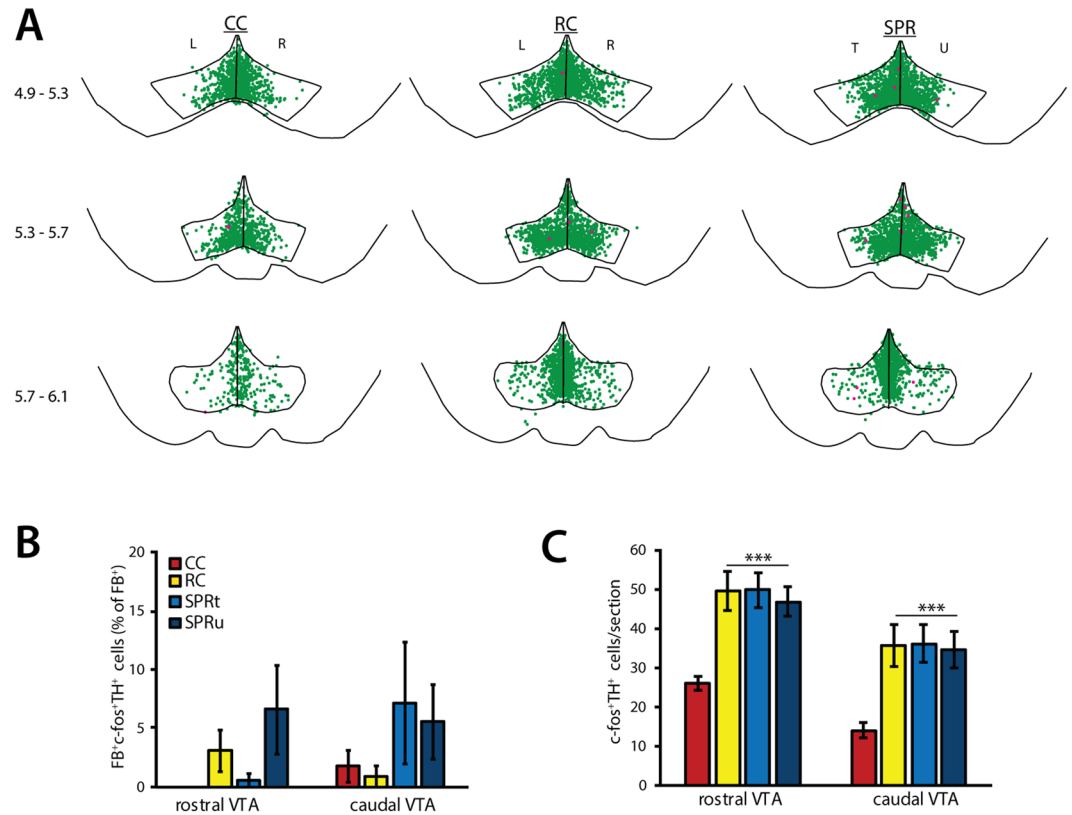 A
CC
RC
SPR
L
R
L
R
T
U
4.9 - 5.3
5.3 - 5.7
5.7 - 6.1
B
FB⁺c-fos⁺TH⁺ cells (% of FB⁺)
20
15
10
5
0
CC
RC
SPRt
SPRu
rostral VTA
caudal VTA
C
c-fos⁺TH⁺ cells/section
60
50
40
30
20
10
0
***
***
rostral VTA
caudal VTA